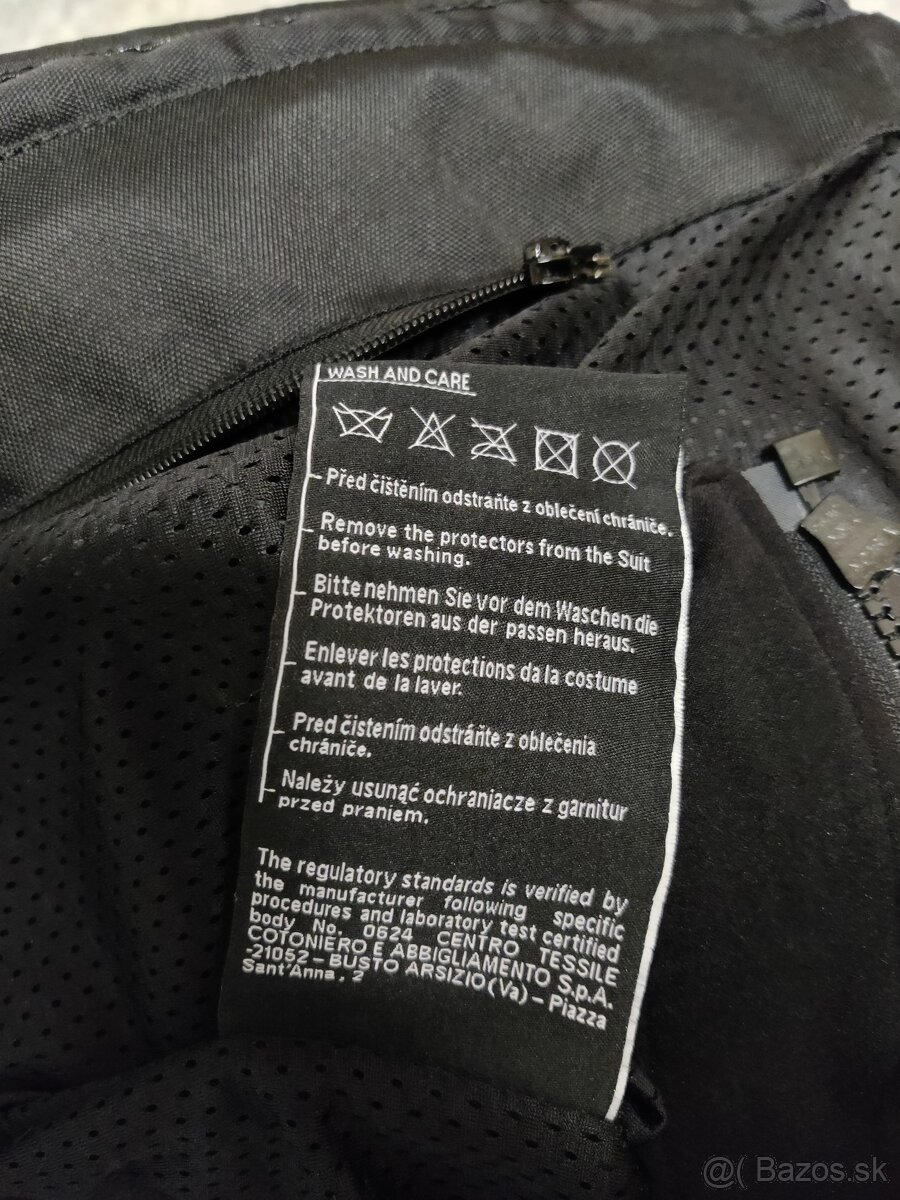 WASH AND CARE
Před čištěním odstraňte z oblečení chrániče.
Remove the protectors from the Suit
before washing.
Bitte nehmen Sie vor dem Waschen die
Protektoren aus der passen heraus.
Enlever les protections da la costume
avant de la laver.
Pred čistením odstráňte z oblečenia
chrániče.
Należy usunąć ochraniacze z garnitur
przed praniem.
The regulatory standards is verified by
the manufacturer following specific
procedures and laboratory test certified
body No. 0624 CENTRO TESSILE
COTONIERO E ABBIGLIAMENTO S.p.A.
-21052- BUSTO ARSIZIO(Va) - Piazza
Sant'Anna, 2
@( Bazos.sk